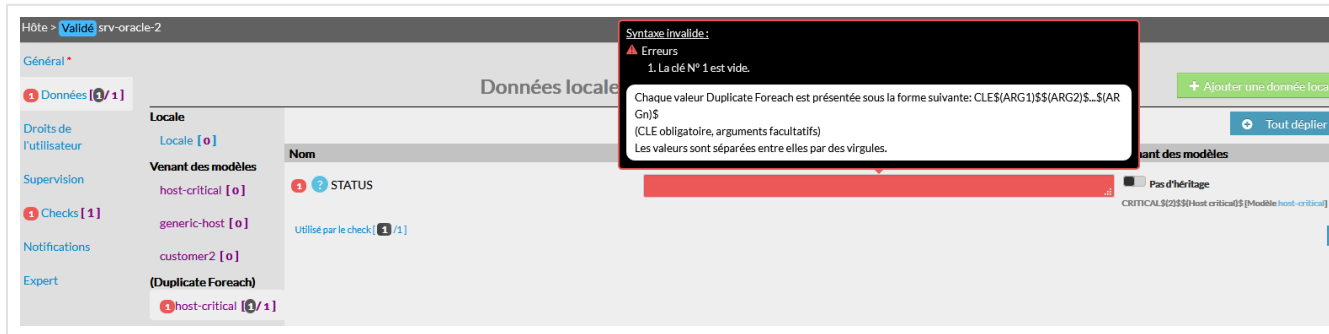 Hôte > Validé srv-oracle-2
Général *
1 Données [1/1]
Droits de
l'utilisateur
Supervision
1 Checks [1]
Notifications
Expert
Données locale
Locale
Locale [0]
Venant des modèles
host-critical [0]
generic-host [0]
customer2 [0]
(Duplicate Foreach)
1 host-critical [1/1]
Syntaxe invalide :
Erreurs
1. La clé N° 1 est vide.
Chaque valeur Duplicate Foreach est présentée sous la forme suivante: CLE$(ARG1)$$(ARG2)$...$(AR
Gn)$
(CLE obligatoire, arguments facultatifs)
Les valeurs sont séparées entre elles par des virgules.
+ Ajouter une donnée loca
Tout déplier
Nom
nant des modèles
1 ? STATUS
Pas d'héritage
CRITICAL$(2)$$(Host critical)$ [Modèle host-critical]
Utilisé par le check [ 1 /1 ]